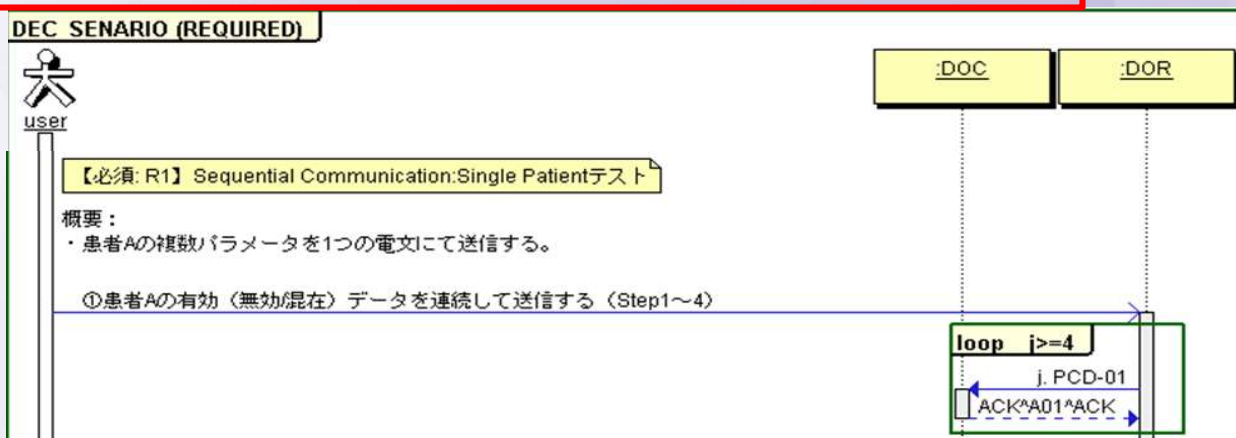 DEC SENARIO (REQUIRED)
:DOC
:DOR
user
【必須: R1】Sequential Communication:Single Patientテスト
概要：
・患者Aの複数パラメータを1つの電文にて送信する。
①患者Aの有効（無効/混在）データを連続して送信する（Step1～4）
loop j>=4
j. PCD-01
ACK^A01^ACK